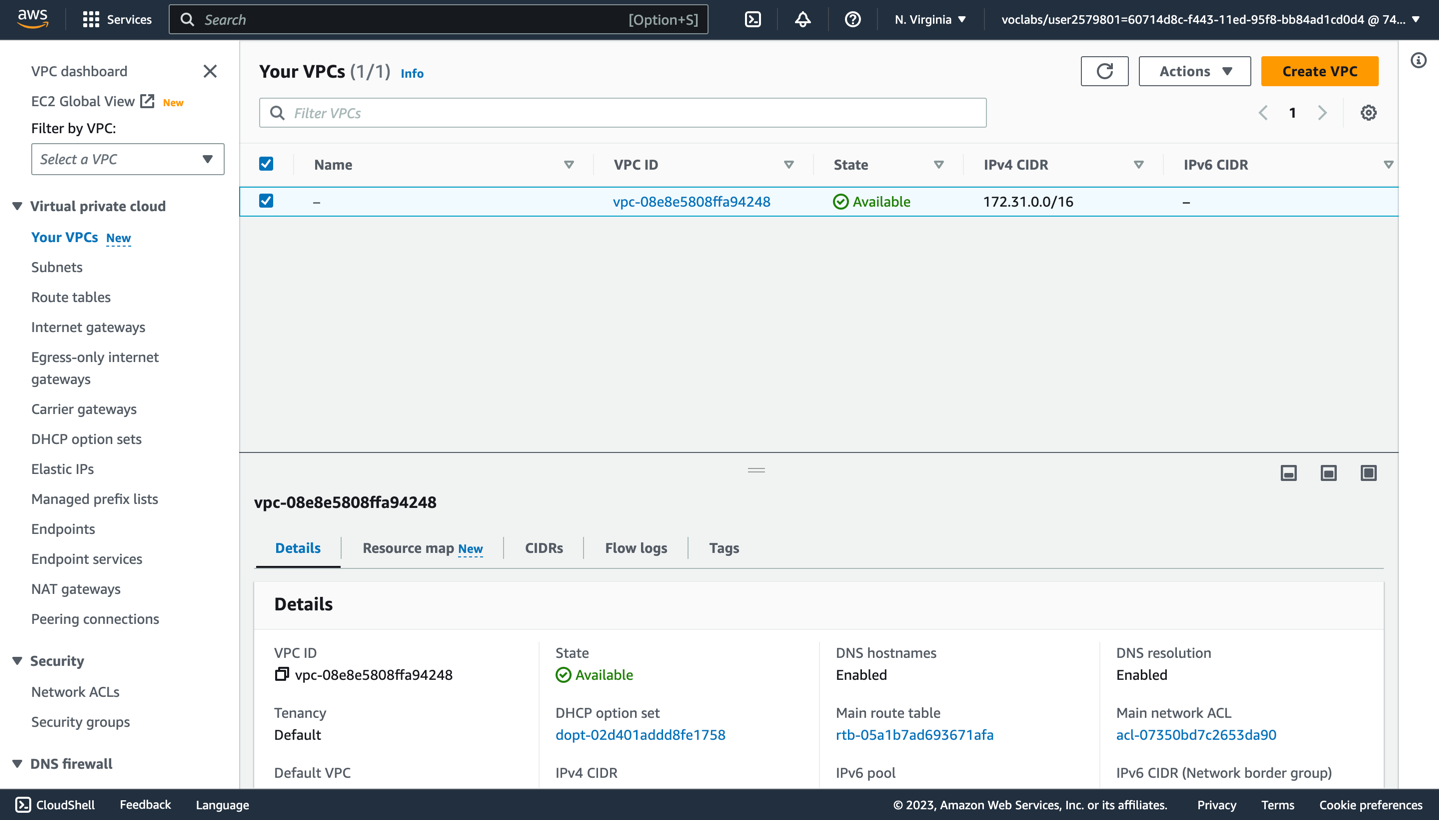 aws
Services
Search
[Option+S]
N. Virginia
voclabs/user2579801=60714d8c-f443-11ed-95f8-bb84ad1cd0d4 @ 74...
VPC dashboard
EC2 Global View New
Filter by VPC:
Select a VPC
Virtual private cloud
Your VPCs New
Subnets
Route tables
Internet gateways
Egress-only internet
gateways
Carrier gateways
DHCP option sets
Elastic IPs
Managed prefix lists
Endpoints
Endpoint services
NAT gateways
Peering connections
Security
Network ACLs
Security groups
DNS firewall
Your VPCs (1/1) Info
Actions
Create VPC
Filter VPCs
1
Name VPC ID State IPv4 CIDR IPv6 CIDR
– vpc-08e8e5808ffa94248 Available 172.31.0.0/16 –
vpc-08e8e5808ffa94248
Details Resource map New CIDRs Flow logs Tags
Details
VPC ID
vpc-08e8e5808ffa94248
State
Available
DNS hostnames
Enabled
DNS resolution
Enabled
Tenancy
Default
DHCP option set
dopt-02d401addd8fe1758
Main route table
rtb-05a1b7ad693671afa
Main network ACL
acl-07350bd7c2653da90
Default VPC
IPv4 CIDR
IPv6 pool
IPv6 CIDR (Network border group)
CloudShell Feedback Language
© 2023, Amazon Web Services, Inc. or its affiliates. Privacy Terms Cookie preferences